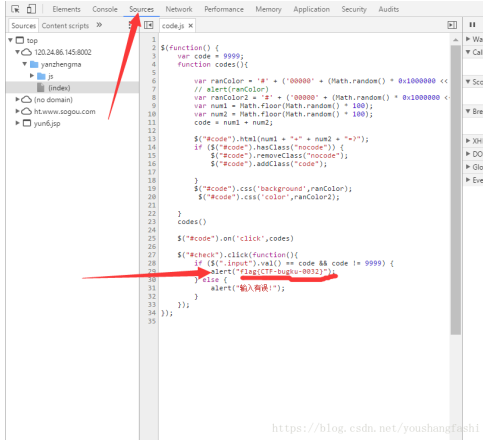 Elements Console Sources Network Performance Memory Application Security Audits
Sources Content scripts » code.js ×
top
120.24.86.145:8002
yanzhengma
js
(index)
(no domain)
ht.www.sogou.com
yun6.jsp
1
2 $(function() {
3 var code = 9999;
4 function codes(){
5
6 var ranColor = '#' + ('00000' + (Math.random() * 0x1000000 <<
7 // alert(ranColor)
8 var ranColor2 = '#' + ('00000' + (Math.random() * 0x1000000 <<
9 var num1 = Math.floor(Math.random() * 100);
10 var num2 = Math.floor(Math.random() * 100);
11 code = num1 + num2;
12
13 $("#code").html(num1 + "+" + num2 + "=?");
14 if ($("#code").hasClass("nocode")) {
15 $("#code").removeClass("nocode");
16 $("#code").addClass("code");
17
18 }
19 $("#code").css('background',ranColor);
20 $("#code").css('color',ranColor2);
21
22 }
23 codes()
24
25 $("#code").on('click',codes)
26
27 $("#check").click(function(){
28 if ($(".input").val() == code && code != 9999) {
29 alert("flag{CTF-bugku-0032}");
30 } else {
31 alert("输入有误!");
32 }
33 });
34 });
35
Wa
Call
Sco
Bre
XH
DO
Glo
Eve
https://blog.csdn.net/youshangfashi